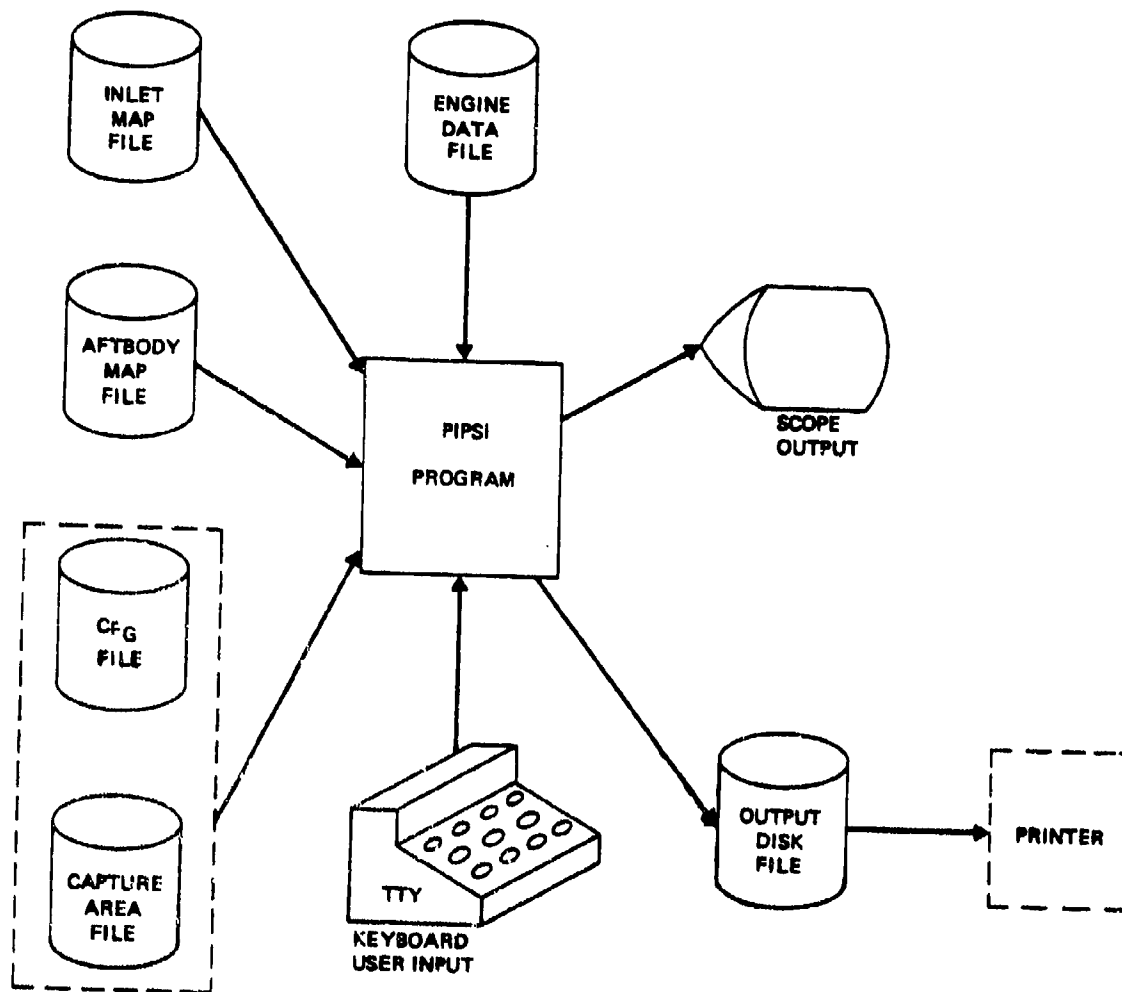 INLET
MAP
FILE
ENGINE
DATA
FILE
AFTBODY
MAP
FILE
PIPSI
PROGRAM
SCOPE
OUTPUT
CFG
FILE
CAPTURE
AREA
FILE
TTY
KEYBOARD
USER INPUT
OUTPUT
DISK
FILE
PRINTER